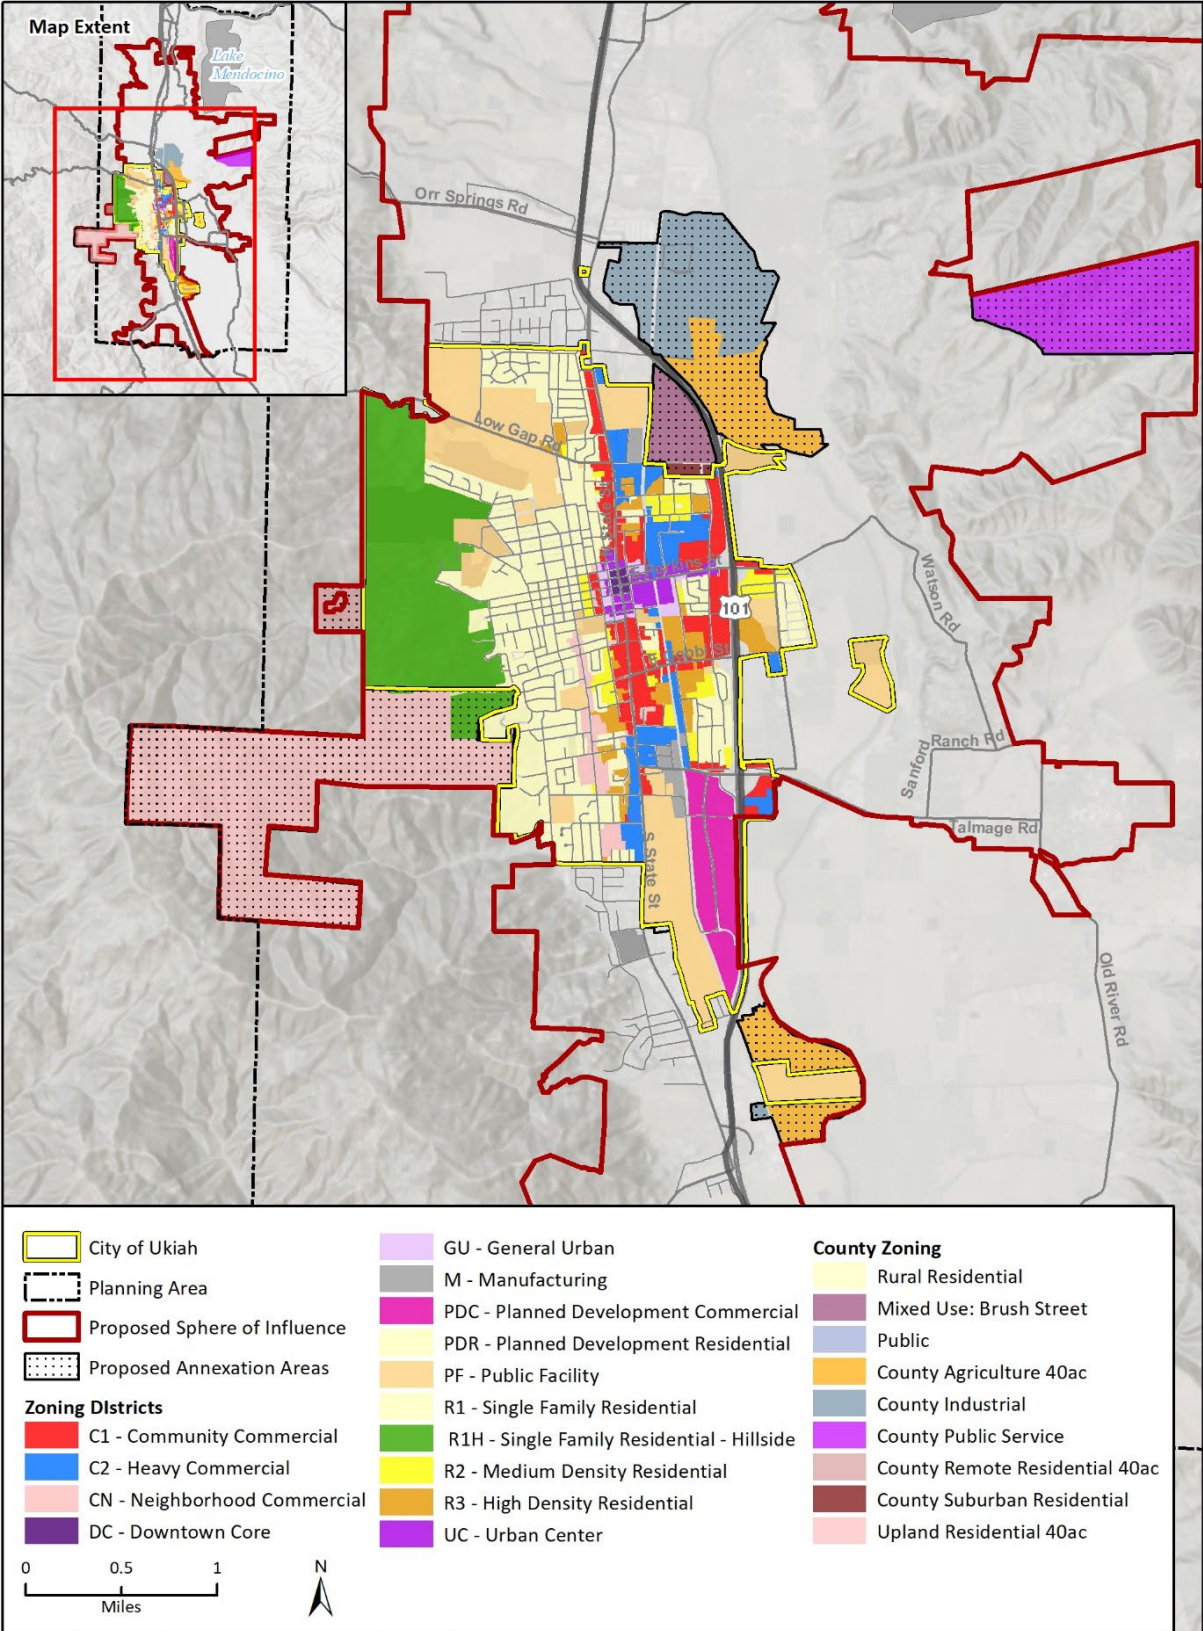 Map Extent
Lake
Mendocino
Orr Springs Rd
Low Gap Rd
N State St
E Perkins St
101
E Gobbi St
Watson Rd
Sanford
Ranch Rd
Talmage Rd
S State St
Old River Rd
City of Ukiah
Planning Area
Proposed Sphere of Influence
Proposed Annexation Areas
Zoning DIstricts
C1 - Community Commercial
C2 - Heavy Commercial
CN - Neighborhood Commercial
DC - Downtown Core
GU - General Urban
M - Manufacturing
PDC - Planned Development Commercial
PDR - Planned Development Residential
PF - Public Facility
R1 - Single Family Residential
R1H - Single Family Residential - Hillside
R2 - Medium Density Residential
R3 - High Density Residential
UC - Urban Center
County Zoning
Rural Residential
Mixed Use: Brush Street
Public
County Agriculture 40ac
County Industrial
County Public Service
County Remote Residential 40ac
County Suburban Residential
Upland Residential 40ac
0 0.5 1
Miles
N